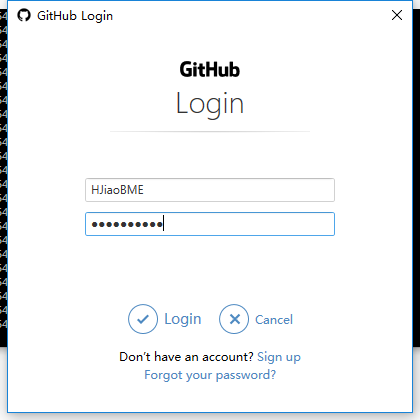 GitHub Login
GitHub
Login
HJiaoBME
●●●●●●●●●●
Login Cancel
Don't have an account? Sign up
Forgot your password?